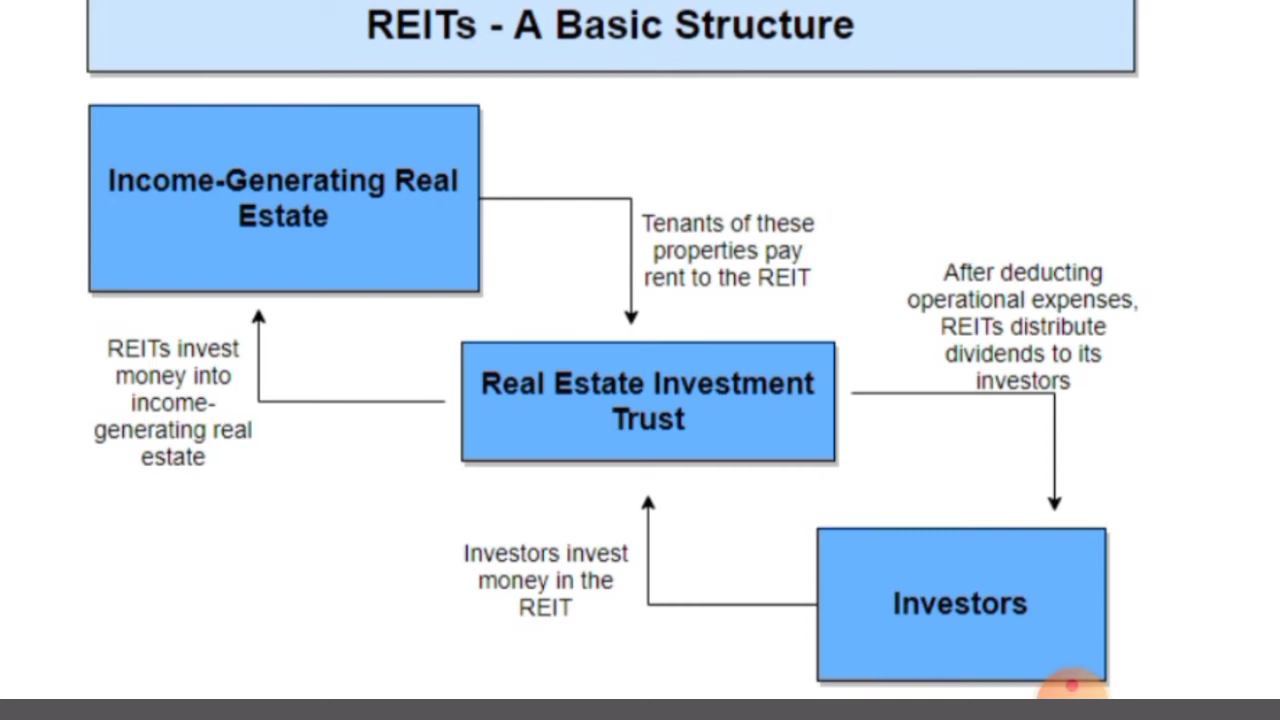 REITs - A Basic Structure
Income-Generating Real
Estate
Tenants of these
properties pay
rent to the REIT
After deducting
operational expenses,
REITs distribute
dividends to its
investors
REITs invest
money into
income-
generating real
estate
Real Estate Investment
Trust
Investors invest
money in the
REIT
Investors